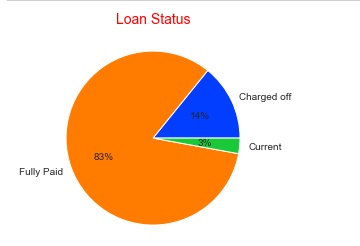 Loan Status
Charged off
14%
3%
Current
83%
Fully Paid